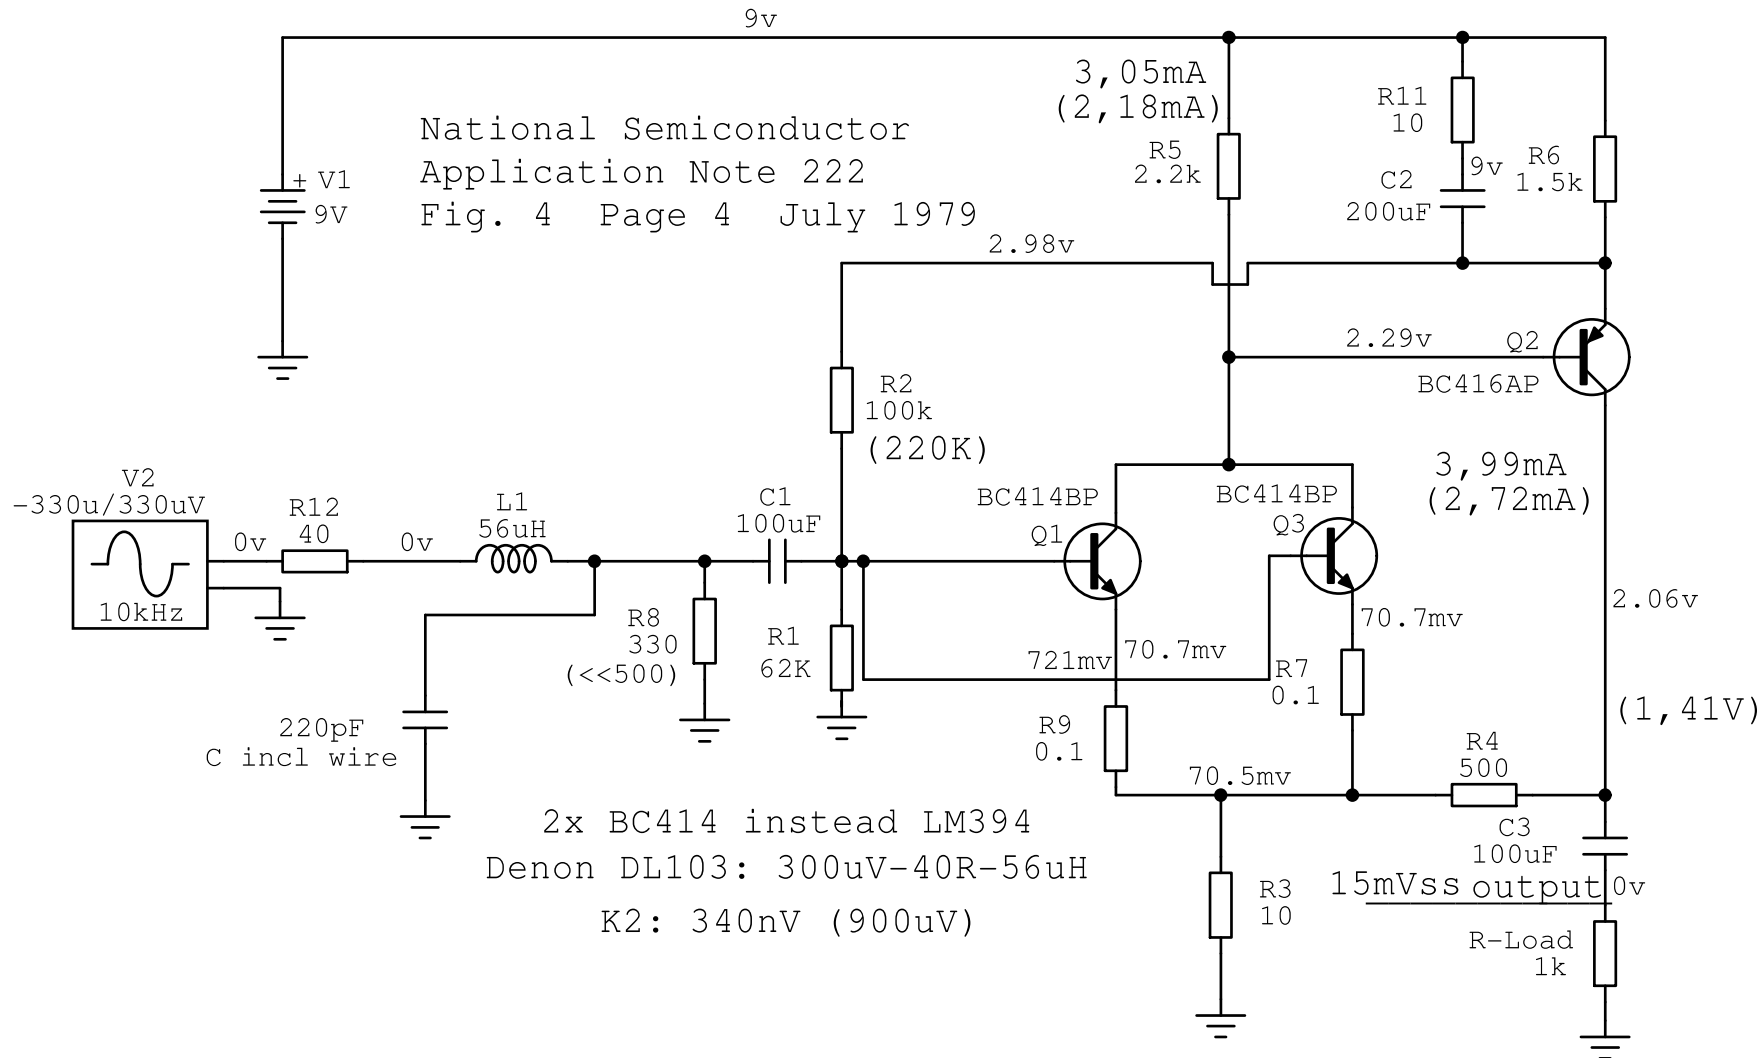 9v
3,05mA
(2,18mA)
National Semiconductor
Application Note 222
Fig. 4 Page 4 July 1979
+ V1
9V
R5
2.2k
R11
10
9v
C2
200uF
R6
1.5k
2.98v
2.29v
Q2
BC416AP
R2
100k
(220K)
3,99mA
(2,72mA)
V2
-330u/330uV
10kHz
0v
R12
40
0v
L1
56uH
C1
100uF
BC414BP
Q1
BC414BP
Q3
R8
330
(<<500)
R1
62K
721mv
70.7mv
70.7mv
R7
0.1
2.06v
(1,41V)
220pF
C incl wire
R9
0.1
70.5mv
R4
500
2x BC414 instead LM394
Denon DL103: 300uV-40R-56uH
K2: 340nV (900uV)
C3
100uF
15mVss output
0v
R3
10
R-Load
1k